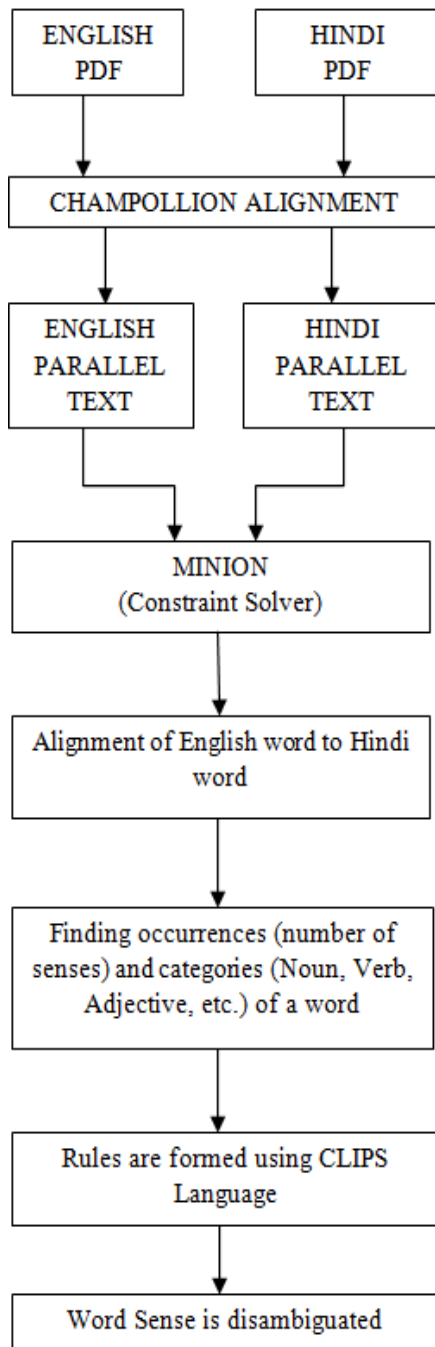 ENGLISH
PDF
HINDI
PDF
CHAMPOLLION ALIGNMENT
ENGLISH
PARALLEL
TEXT
HINDI
PARALLEL
TEXT
MINION
(Constraint Solver)
Alignment of English word to Hindi
word
Finding occurrences (number of
senses) and categories (Noun, Verb,
Adjective, etc.) of a word
Rules are formed using CLIPS
Language
Word Sense is disambiguated